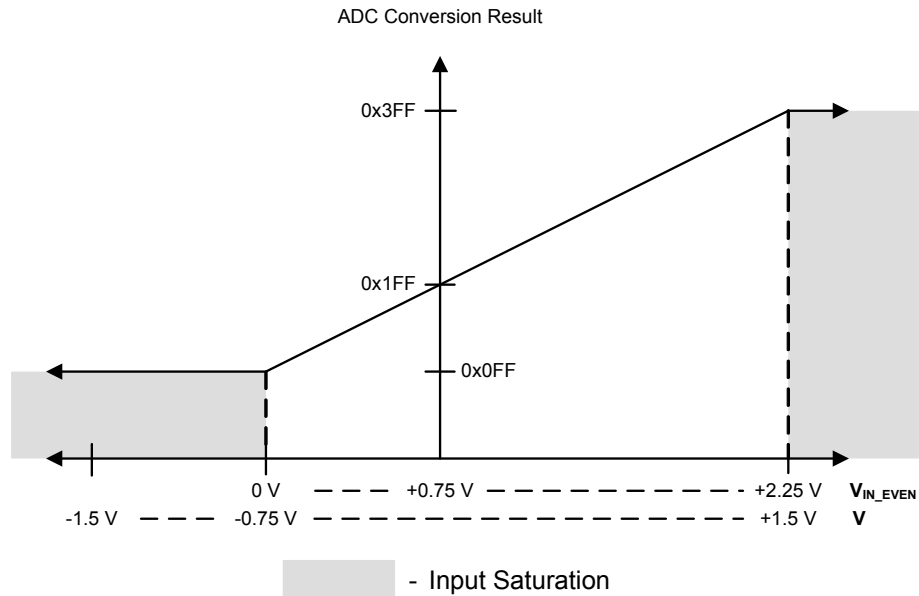 ADC Conversion Result
0x3FF
0x1FF
0x0FF
0 V +0.75 V +2.25 V VIN_EVEN
-1.5 V -0.75 V +1.5 V V
- Input Saturation